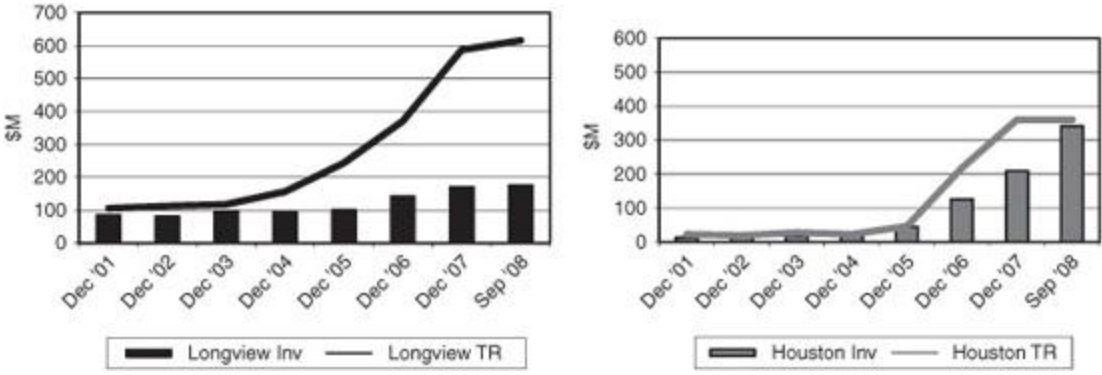 700
600
500
400
300
200
100
0
$M
Dec '01
Dec '02
Dec '03
Dec '04
Dec '05
Dec '06
Dec '07
Sep '08
Longview Inv
Longview TR
600
500
400
300
200
100
0
$M
Dec '01
Dec '02
Dec '03
Dec '04
Dec '05
Dec '06
Dec '07
Sep '08
Houston Inv
Houston TR